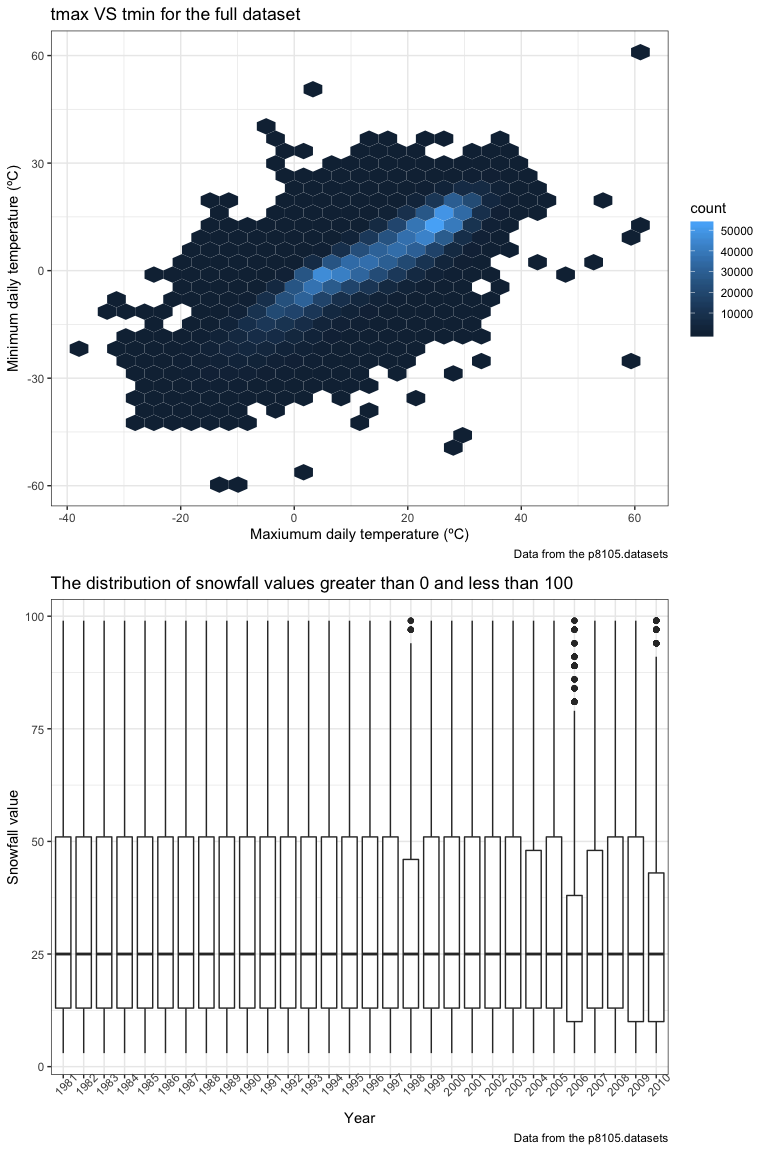 tmax VS tmin for the full dataset
Minimum daily temperature (ºC)
60
30
0
-30
-60
-40 -20 0 20 40 60
Maxiumum daily temperature (ºC)
count
50000
40000
30000
20000
10000
Data from the p8105.datasets
The distribution of snowfall values greater than 0 and less than 100
Snowfall value
100
75
50
25
0
1981 1982 1983 1984 1985 1986 1987 1988 1989 1990 1991 1992 1993 1994 1995 1996 1997 1998 1999 2000 2001 2002 2003 2004 2005 2006 2007 2008 2009 2010
Year
Data from the p8105.datasets